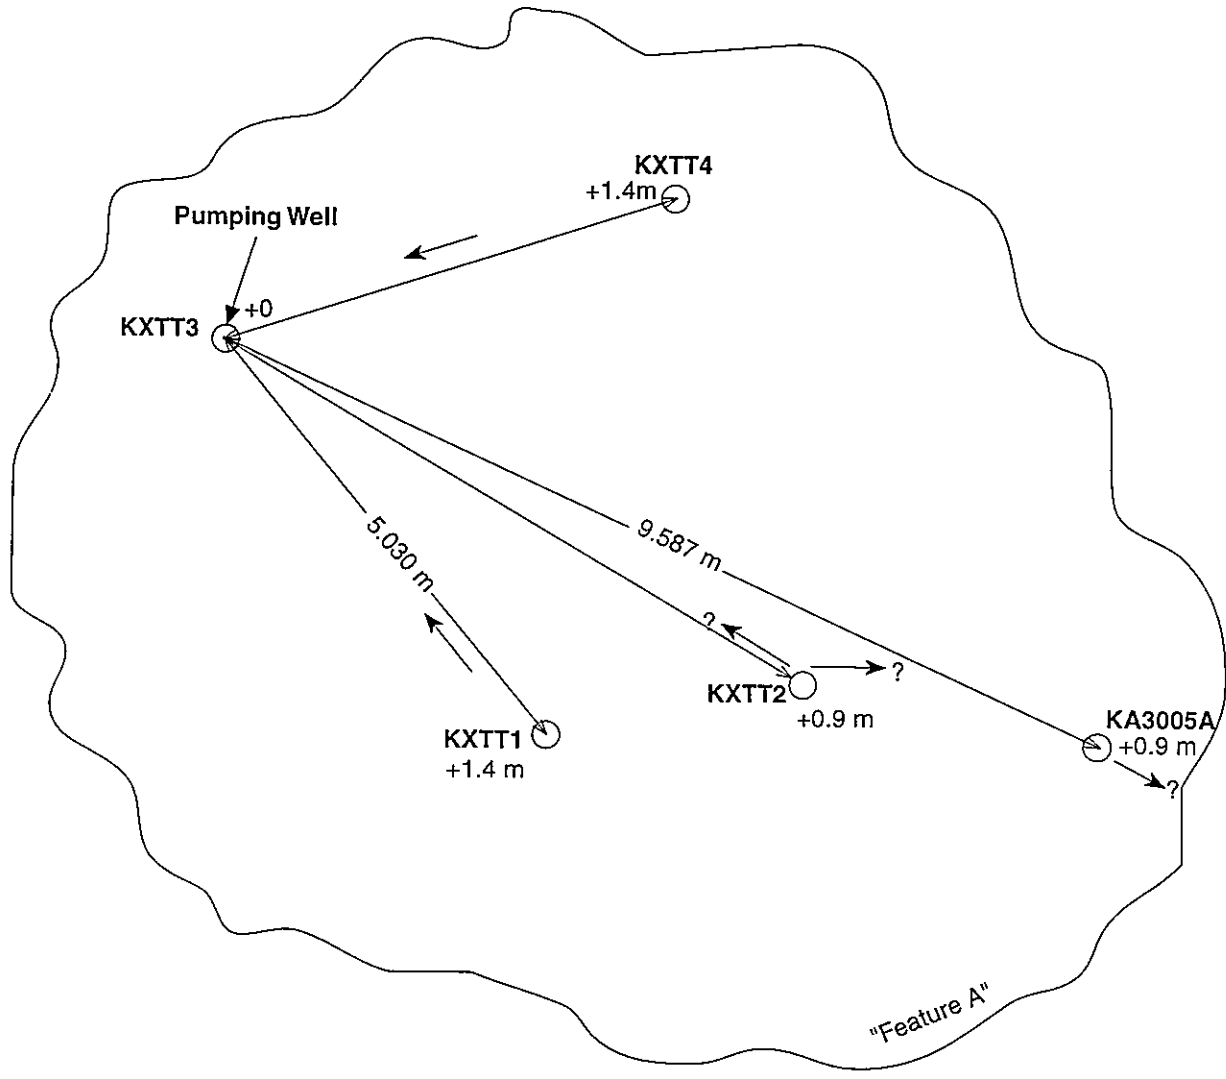 KXTT4
+1.4m
Pumping Well
+0
KXTT3
5.030 m
9.587 m
?
?
KXTT2
+0.9 m
KXTT1
+1.4 m
KA3005A
+0.9 m
?
"Feature A"